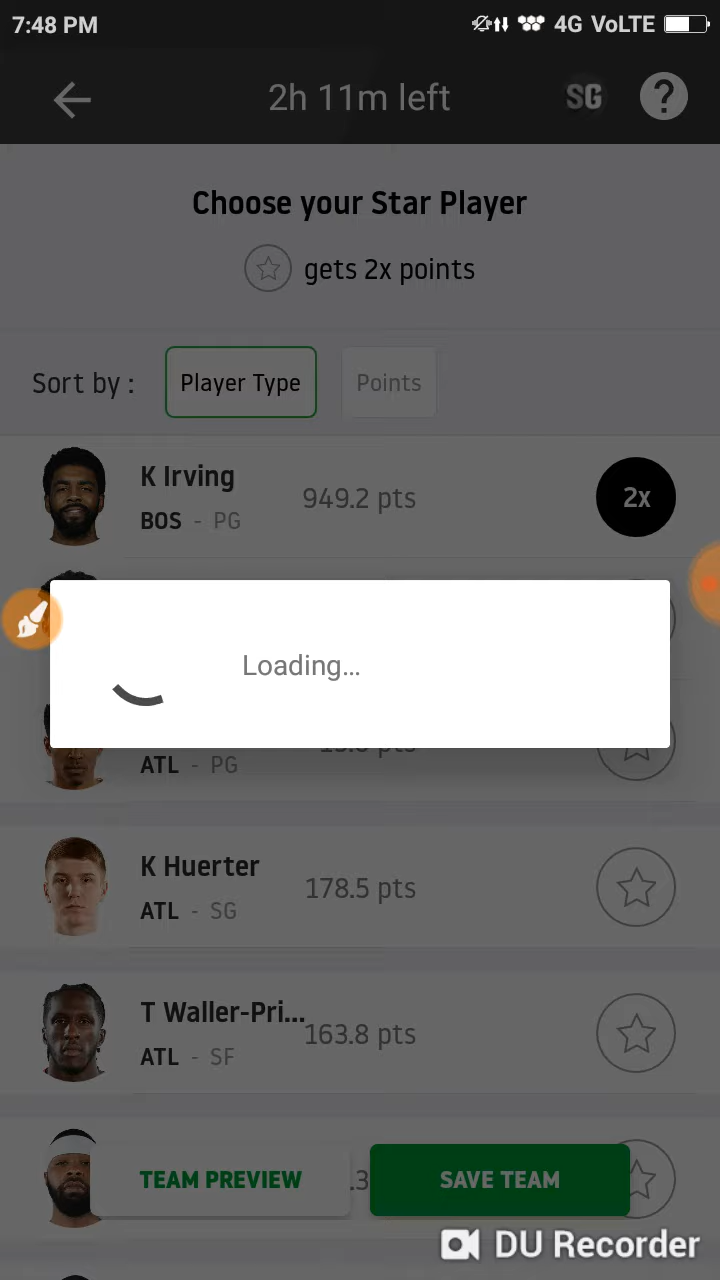 7:48 PM 4G VoLTE
2h 11m left SG ?
Choose your Star Player
gets 2x points
Sort by : Player Type Points
K Irving
949.2 pts 2x
BOS - PG
Loading...
ATL - PG
K Huerter
178.5 pts
ATL - SG
T Waller-Pri...
163.8 pts
ATL - SF
TEAM PREVIEW .3 SAVE TEAM
DU Recorder